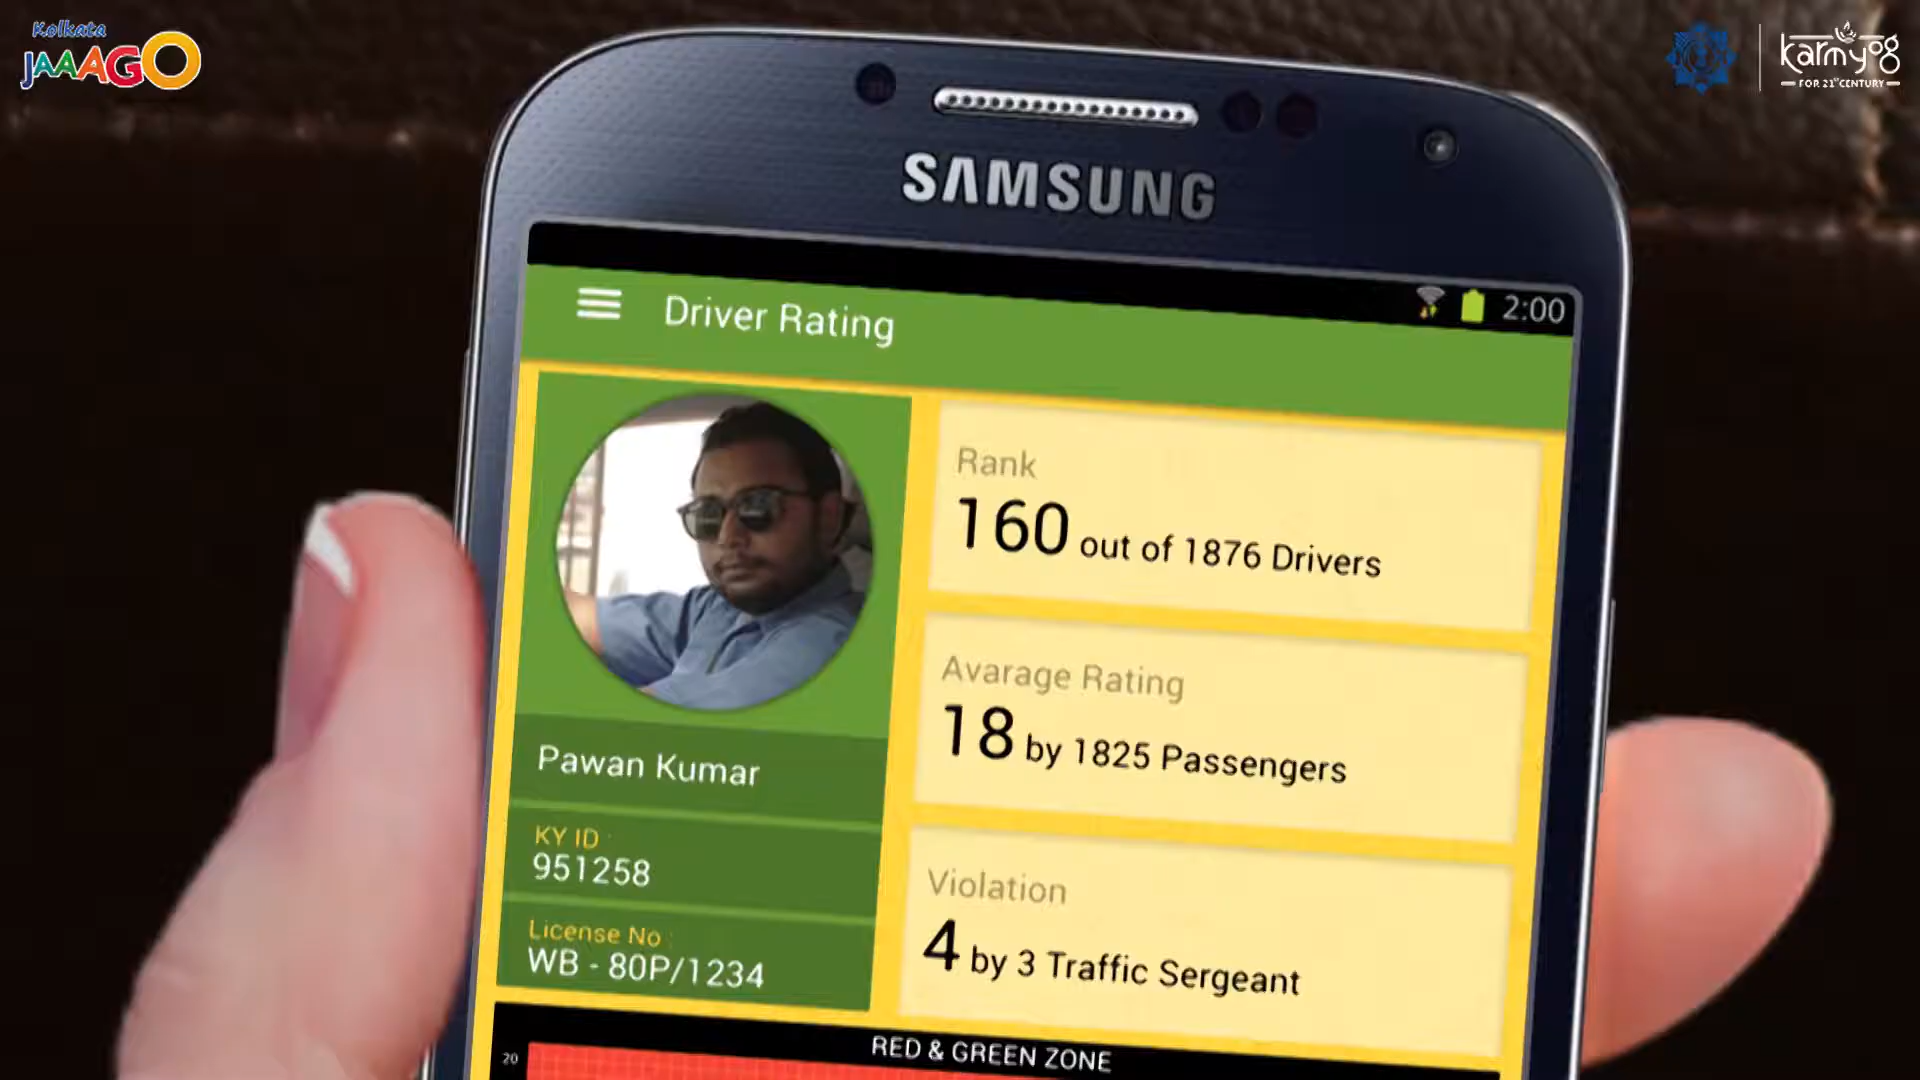 Kolkata
JAAAGO
karmyog
FOR 21ST CENTURY
SAMSUNG
2:00
Driver Rating
Rank
160 out of 1876 Drivers
Avarage Rating
18 by 1825 Passengers
Violation
4 by 3 Traffic Sergeant
Pawan Kumar
KY ID :
951258
License No :
WB - 80P/1234
RED & GREEN ZONE
20